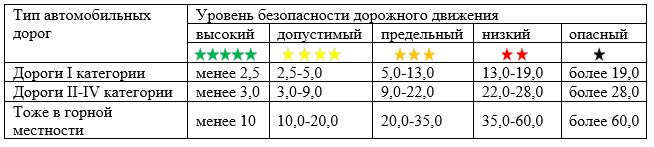 Тип автомобильных дорог Уровень безопасности дорожного движения
высокий допустимый предельный низкий опасный
★★★★★ ★★★★ ★★★ ★★ ★
Дороги I категории менее 2,5 2,5-5,0 5,0-13,0 13,0-19,0 более 19,0
Дороги II-IV категории менее 3,0 3,0-9,0 9,0-22,0 22,0-28,0 более 28,0
Тоже в горной местности менее 10 10,0-20,0 20,0-35,0 35,0-60,0 более 60,0